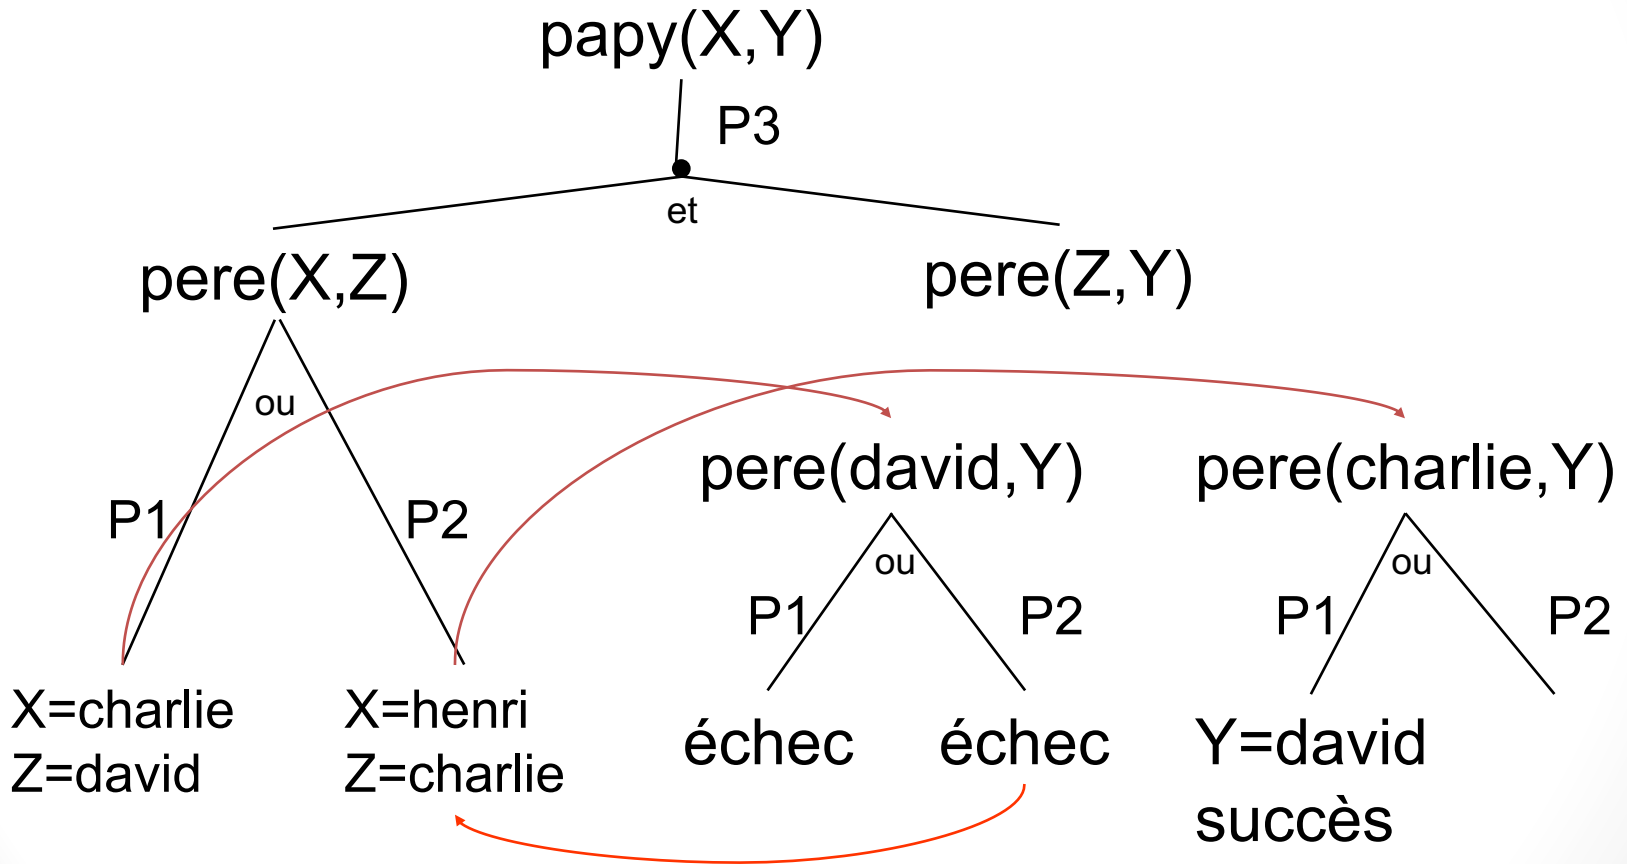 papy(X,Y)
P3
et
pere(X,Z)
pere(Z,Y)
ou
pere(david,Y)
pere(charlie,Y)
P1
P2
ou
ou
P1
P2
P1
P2
X=charlie
Z=david
X=henri
Z=charlie
échec
échec
Y=david
succès